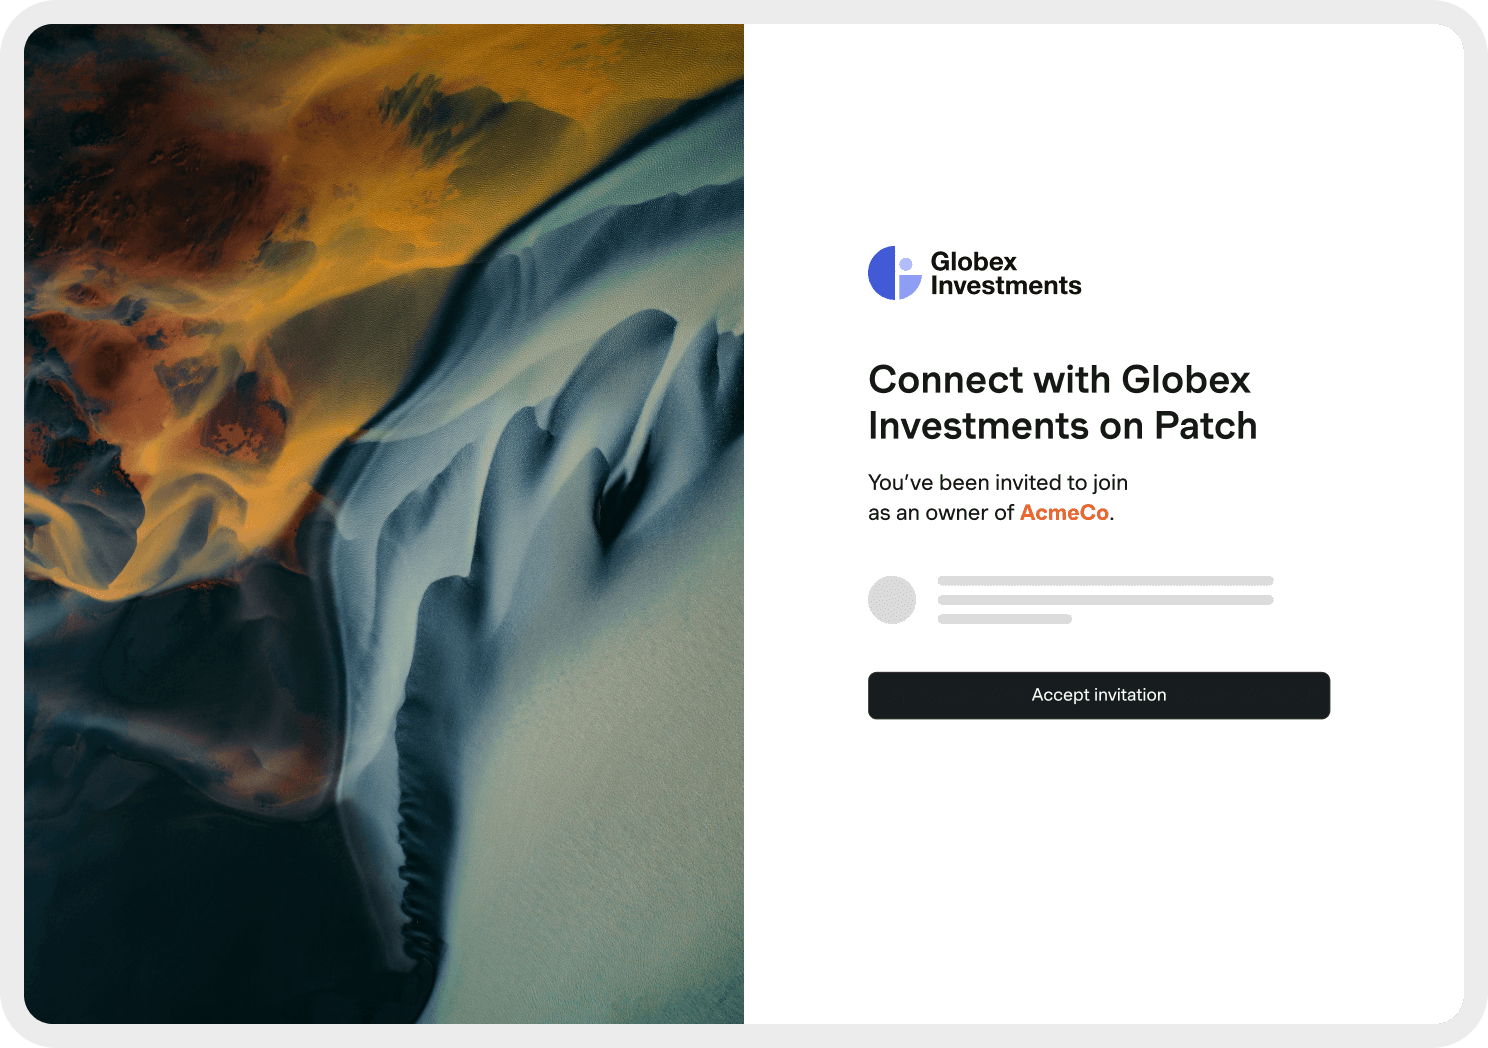 Globex
Investments
Connect with Globex
Investments on Patch
You’ve been invited to join
as an owner of AcmeCo.
Accept invitation